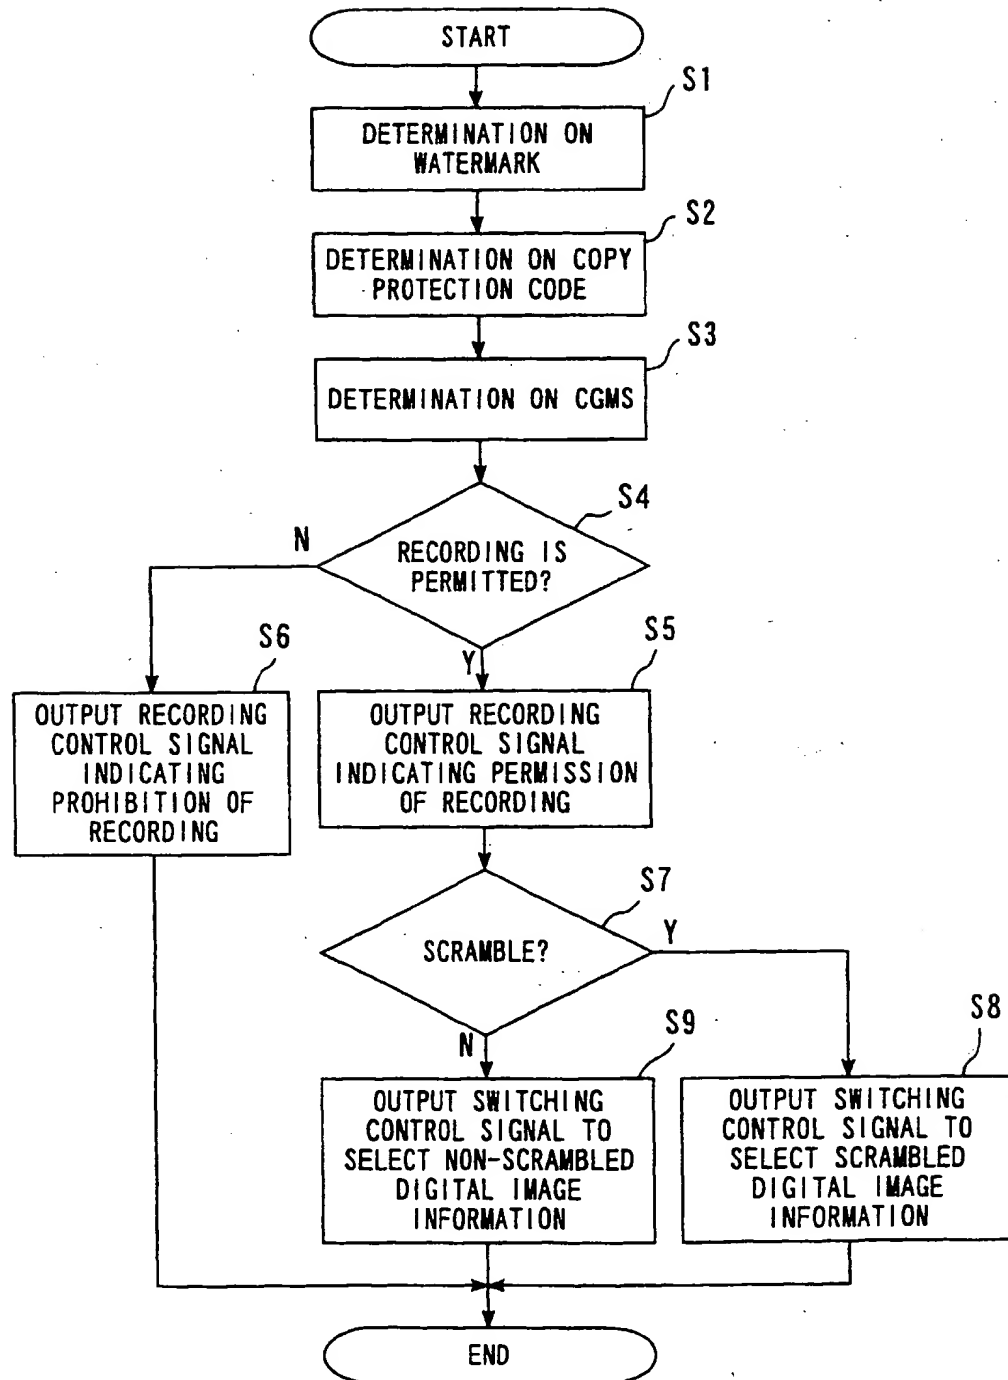 START
S1
DETERMINATION ON
WATERMARK
S2
DETERMINATION ON COPY
PROTECTION CODE
S3
DETERMINATION ON CGMS
S4
N
RECORDING IS
PERMITTED?
Y
S6
OUTPUT RECORDING
CONTROL SIGNAL
INDICATING
PROHIBITION OF
RECORDING
S5
OUTPUT RECORDING
CONTROL SIGNAL
INDICATING PERMISSION
OF RECORDING
S7
SCRAMBLE?
Y
N
S9
OUTPUT SWITCHING
CONTROL SIGNAL TO
SELECT NON-SCRAMBLED
DIGITAL IMAGE
INFORMATION
S8
OUTPUT SWITCHING
CONTROL SIGNAL TO
SELECT SCRAMBLED
DIGITAL IMAGE
INFORMATION
END